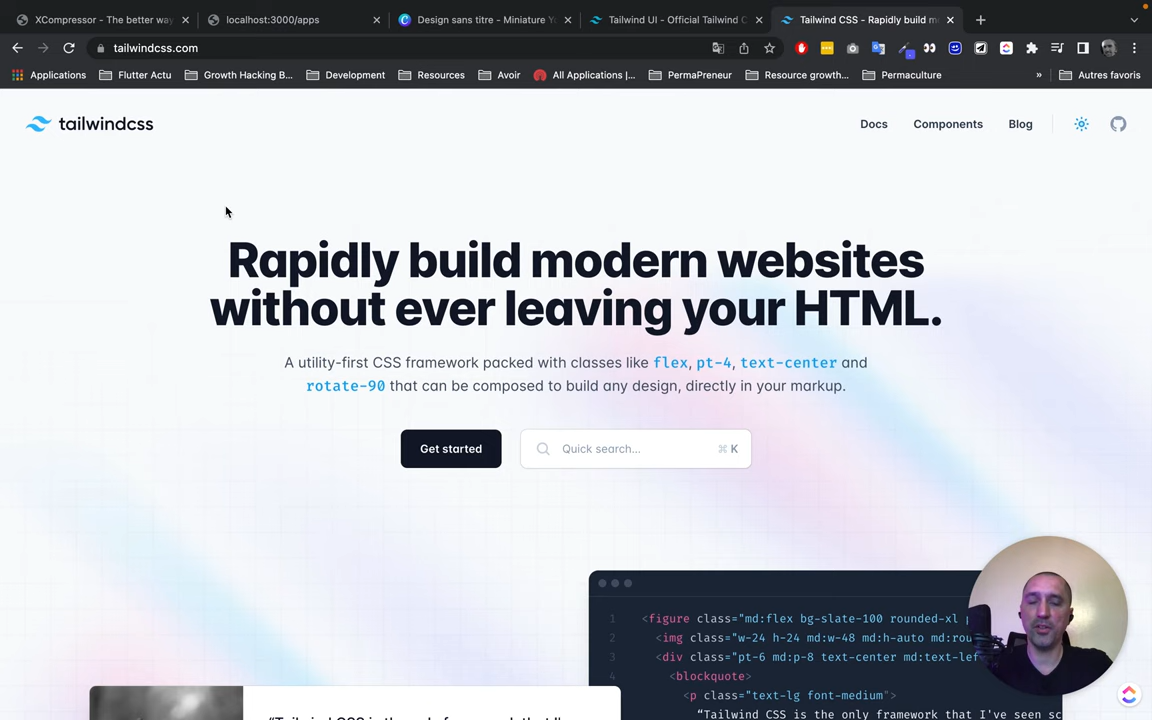 XCompressor - The better way
localhost:3000/apps
Design sans titre - Miniature Y
Tailwind UI - Official Tailwind C
Tailwind CSS - Rapidly build m
tailwindcss.com
Applications
Flutter Actu
Growth Hacking B...
Development
Resources
Avoir
All Applications |...
PermaPreneur
Resource growth...
Permaculture
»
Autres favoris
tailwindcss
Docs
Components
Blog
Rapidly build modern websites
without ever leaving your HTML.
A utility-first CSS framework packed with classes like flex, pt-4, text-center and
rotate-90 that can be composed to build any design, directly in your markup.
Get started
Quick search...
⌘ K
1 <figure class="md:flex bg-slate-100 rounded-xl
2 <img class="w-24 h-24 md:w-48 md:h-auto md:rou
3 <div class="pt-6 md:p-8 text-center md:text-lef
4 <blockquote>
5 <p class="text-lg font-medium">
"Tailwind CSS is the only framework that I've seen sc